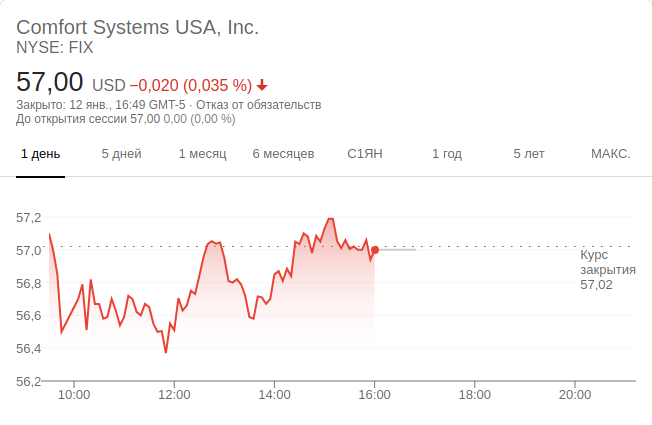 Comfort Systems USA, Inc.
NYSE: FIX
57,00 USD −0,020 (0,035 %)
Закрыто: 12 янв., 16:49 GMT-5 · Отказ от обязательств
До открытия сессии 57,00 0,00 (0,00 %)
1 день 5 дней 1 месяц 6 месяцев С1ЯН 1 год 5 лет МАКС.
57,2
57,0
Курс
закрытия
57,02
56,8
56,6
56,4
56,2
10:00 12:00 14:00 16:00 18:00 20:00